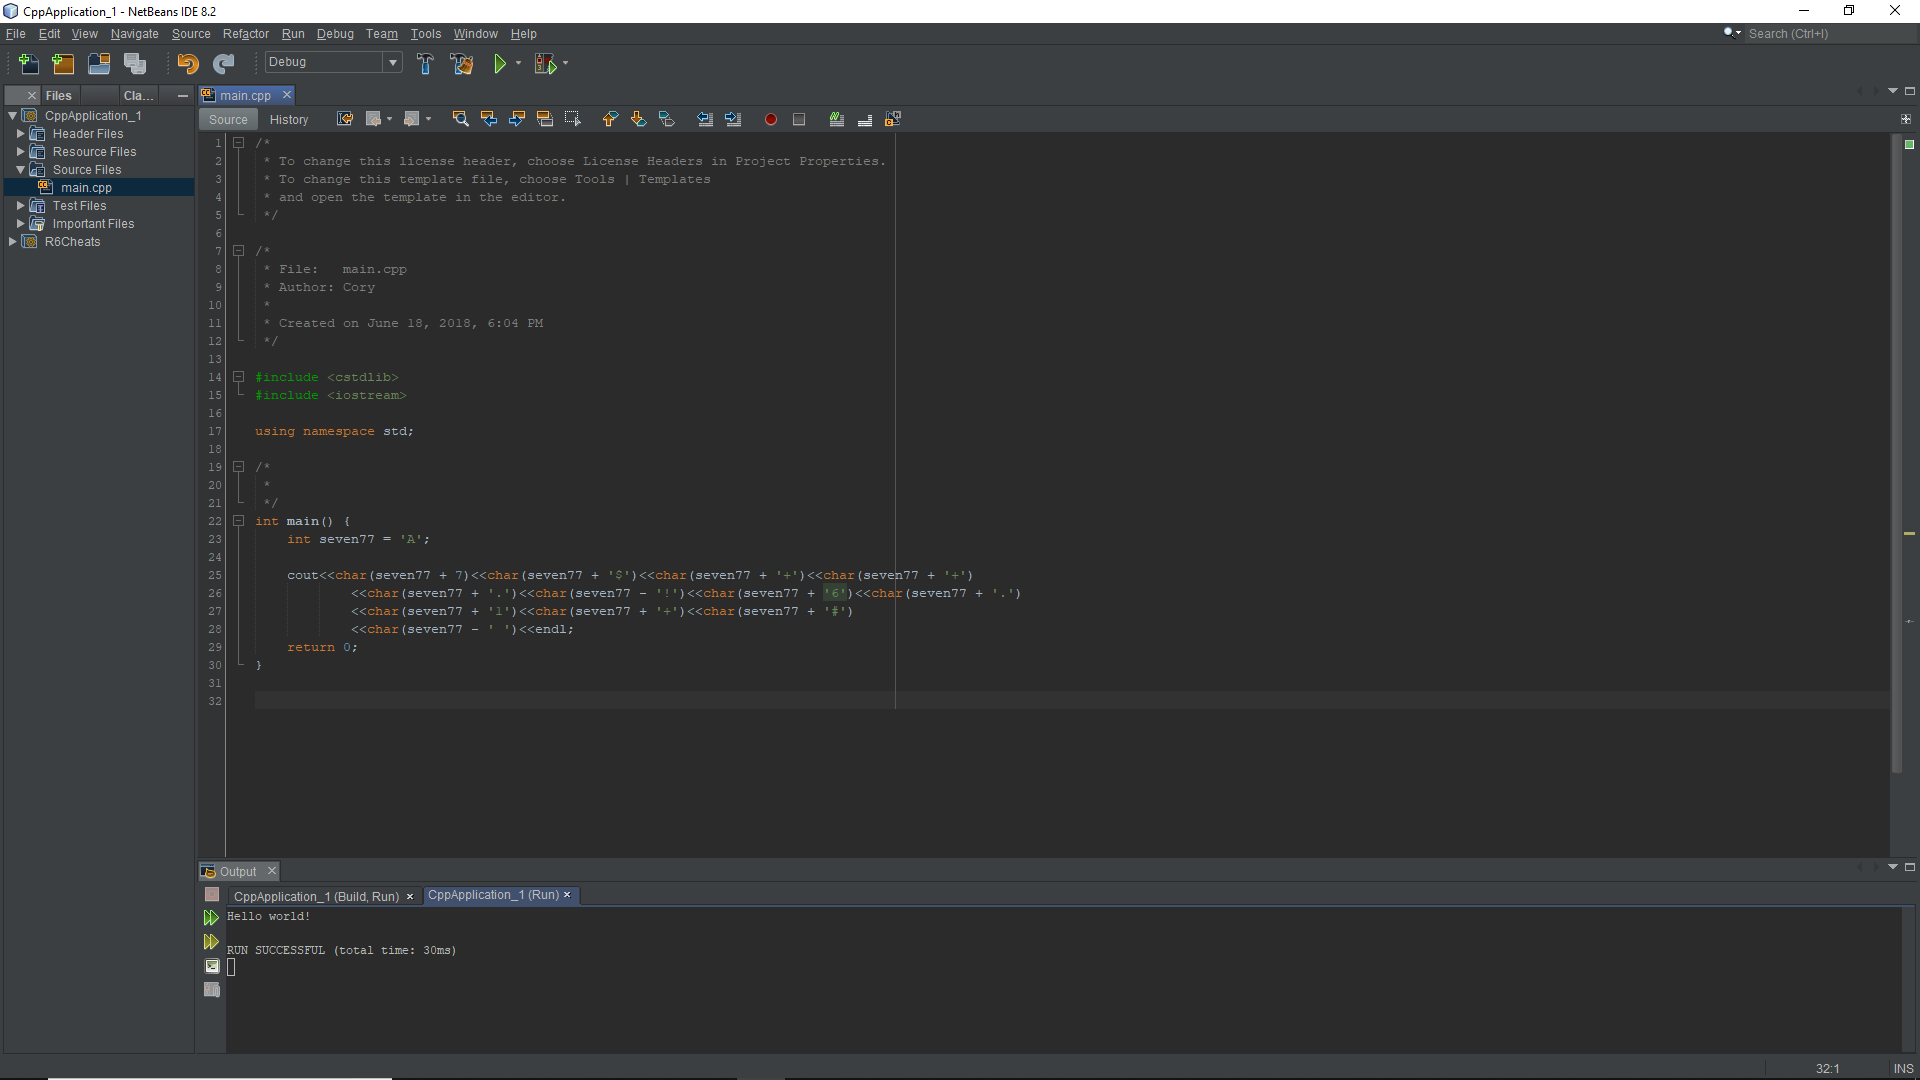 CppApplication_1 - NetBeans IDE 8.2
File Edit View Navigate Source Refactor Run Debug Team Tools Window Help
Search (Ctrl+I)
Debug
Files Cla...
main.cpp
CppApplication_1
Header Files
Resource Files
Source Files
main.cpp
Test Files
Important Files
R6Cheats
Source History
1 /*
2 * To change this license header, choose License Headers in Project Properties.
3 * To change this template file, choose Tools | Templates
4 * and open the template in the editor.
5 */
6
7 /*
8 * File:   main.cpp
9 * Author: Cory
10 *
11 * Created on June 18, 2018, 6:04 PM
12 */
13
14 #include <cstdlib>
15 #include <iostream>
16
17 using namespace std;
18
19 /*
20 *
21 */
22 int main() {
23 int seven77 = 'A';
24
25 cout<<char(seven77 + 7)<<char(seven77 + '$')<<char(seven77 + '+')<<char(seven77 + '+')
26 <<char(seven77 + '.')<<char(seven77 - '!')<<char(seven77 + '6')<<char(seven77 + '.')
27 <<char(seven77 + '1')<<char(seven77 + '+')<<char(seven77 + '#')
28 <<char(seven77 - ' ')<<endl;
29 return 0;
30 }
31
32
Output
CppApplication_1 (Build, Run) CppApplication_1 (Run)
Hello world!
RUN SUCCESSFUL (total time: 30ms)
32:1 INS